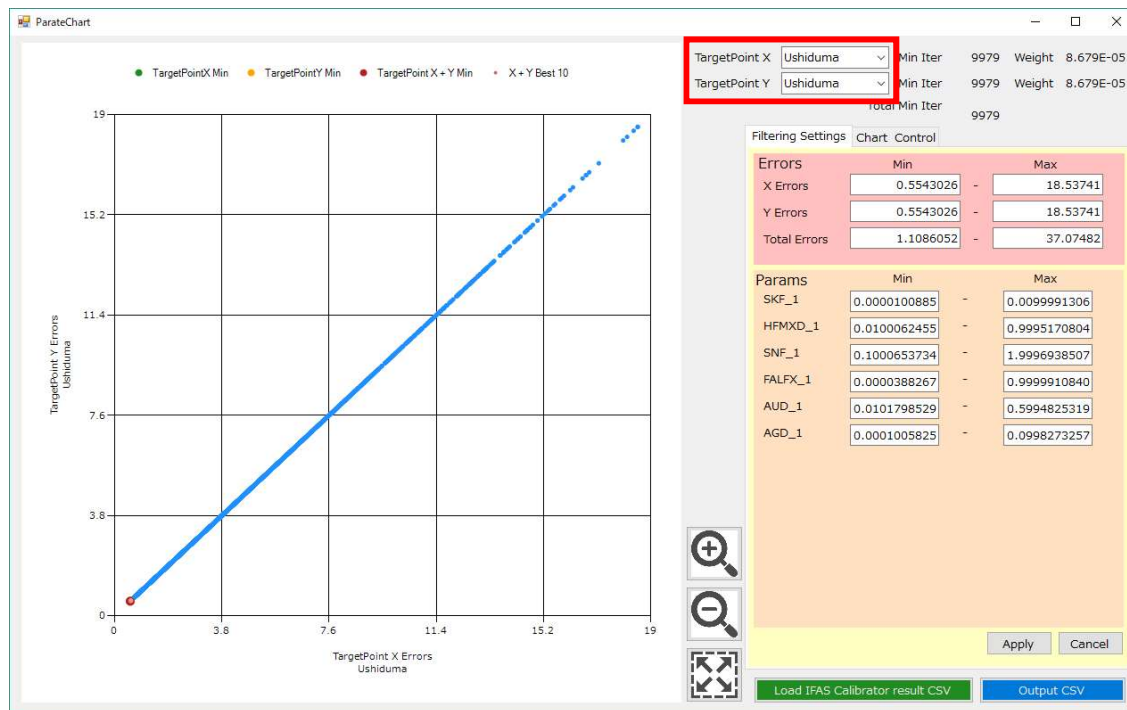 ParateChart
TargetPointX Min TargetPointY Min TargetPoint X + Y Min X + Y Best 10
TargetPoint X Ushiduma Min Iter 9979 Weight 8.679E-05
TargetPoint Y Ushiduma Min Iter 9979 Weight 8.679E-05
Total Min Iter 9979
Filtering Settings Chart Control
Errors Min Max
X Errors 0.5543026 - 18.53741
Y Errors 0.5543026 - 18.53741
Total Errors 1.1086052 - 37.07482
Params Min Max
SKF_1 0.0000100885 - 0.0099991306
HFMXD_1 0.0100062455 - 0.9995170804
SNF_1 0.1000653734 - 1.9996938507
FALFX_1 0.0000388267 - 0.9999910840
AUD_1 0.0101798529 - 0.5994825319
AGD_1 0.0001005825 - 0.0998273257
Apply Cancel
Load IFAS Calibrator result CSV Output CSV
19
15.2
11.4
7.6
3.8
0
TargetPoint Y Errors
Ushiduma
0 3.8 7.6 11.4 15.2 19
TargetPoint X Errors
Ushiduma